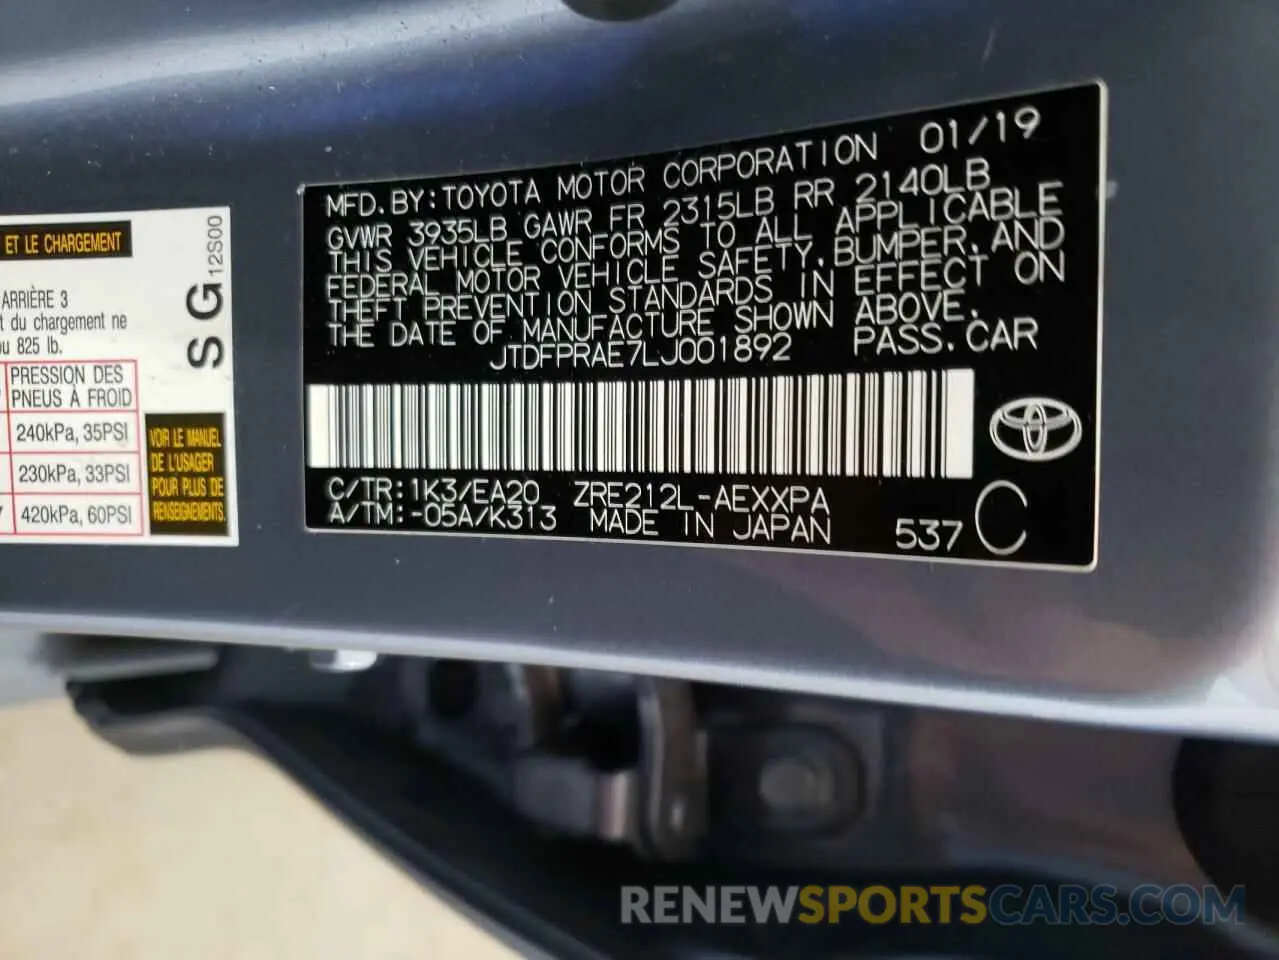 ET LE CHARGEMENT
ARRIÈRE 3
t du chargement ne
ou 825 lb.
PRESSION DES
PNEUS À FROID
240kPa, 35PSI
230kPa, 33PSI
420kPa, 60PSI
SG12S00
VOIR LE MANUEL
DE L'USAGER
POUR PLUS DE
RENSEIGNEMENTS.
MFD. BY: TOYOTA MOTOR CORPORATION 01/19
GVWR 3935LB GAWR FR 2315LB RR 2140LB
THIS VEHICLE CONFORMS TO ALL APPLICABLE
FEDERAL MOTOR VEHICLE SAFETY, BUMPER, AND
THEFT PREVENTION STANDARDS IN EFFECT ON
THE DATE OF MANUFACTURE SHOWN ABOVE.
JTDFPRAE7LJ001892 PASS. CAR
C/TR: 1K3/EA20 ZRE212L-AEXXPA
A/TM: -05A/K313 MADE IN JAPAN 537 C
RENEWSPORTSCARS.COM